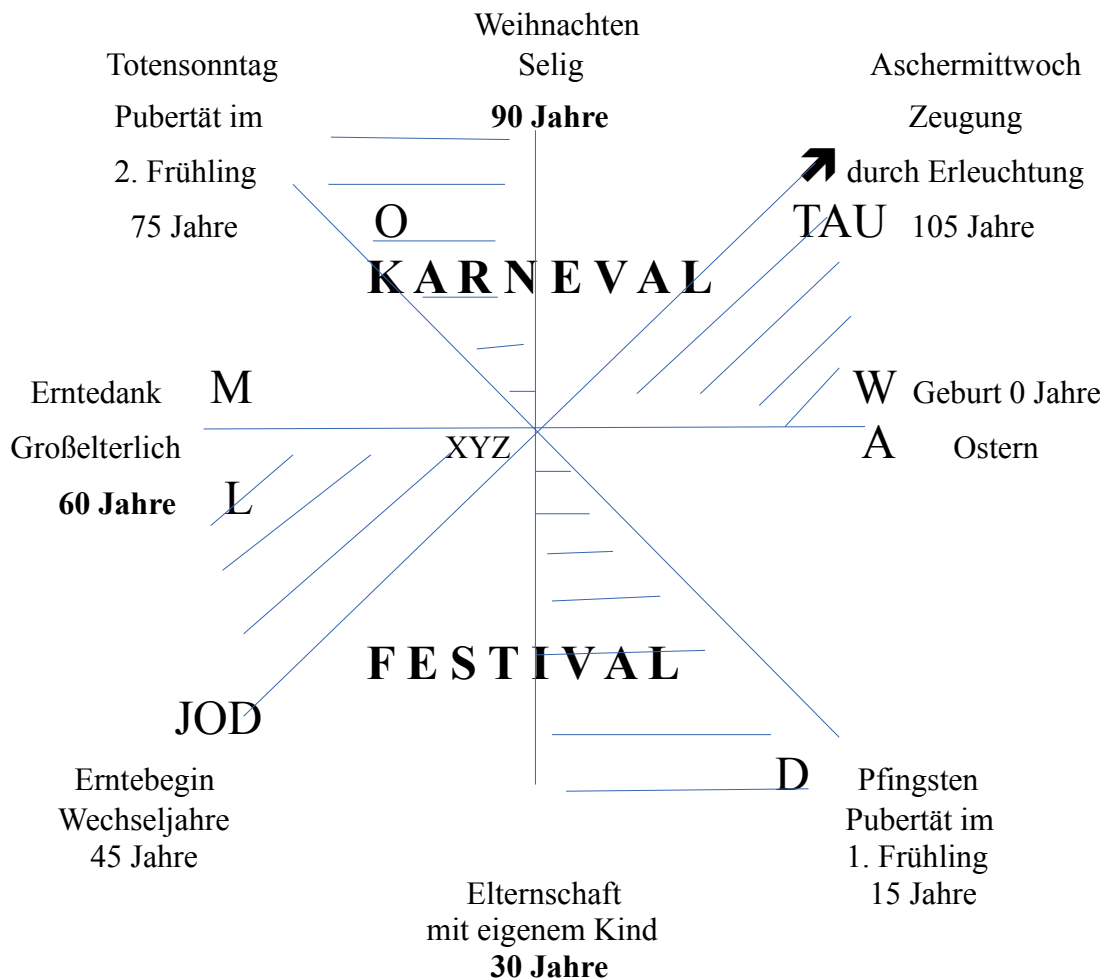 Weihnachten
Totensonntag Selig Aschermittwoch
Pubertät im 90 Jahre Zeugung
2. Frühling durch Erleuchtung
75 Jahre O TAU 105 Jahre
KARNEVAL
Erntedank M W Geburt 0 Jahre
Großelterlich XYZ A Ostern
60 Jahre L
FESTIVAL
JOD
Erntebegin D Pfingsten
Wechseljahre Pubertät im
45 Jahre 1. Frühling
Elternschaft 15 Jahre
mit eigenem Kind
30 Jahre